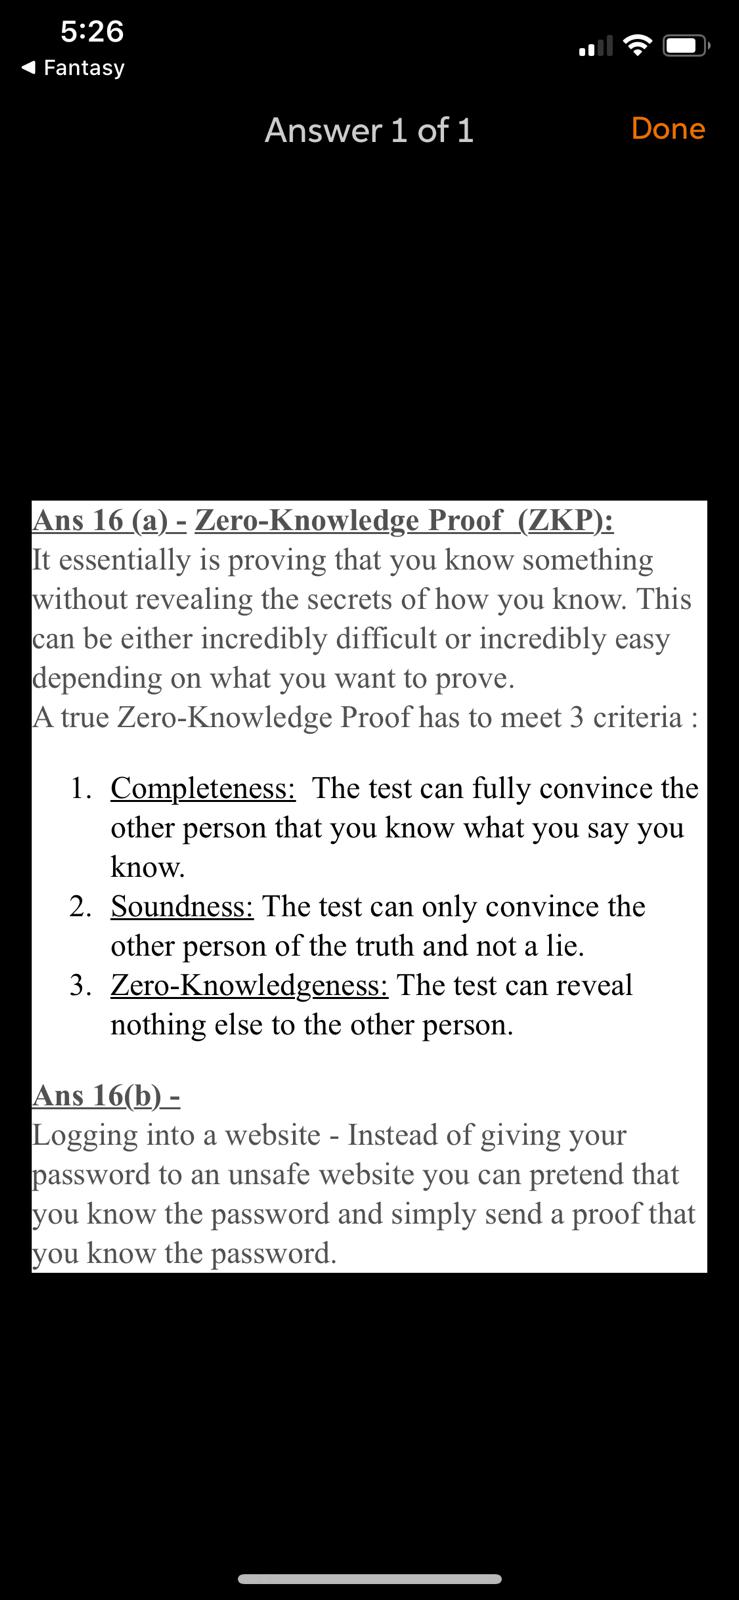 5:26
◀ Fantasy
Answer 1 of 1
Done
Ans 16 (a) - Zero-Knowledge Proof (ZKP):
It essentially is proving that you know something
without revealing the secrets of how you know. This
can be either incredibly difficult or incredibly easy
depending on what you want to prove.
A true Zero-Knowledge Proof has to meet 3 criteria :
1. Completeness: The test can fully convince the
other person that you know what you say you
know.
2. Soundness: The test can only convince the
other person of the truth and not a lie.
3. Zero-Knowledgeness: The test can reveal
nothing else to the other person.
Ans 16(b) -
Logging into a website - Instead of giving your
password to an unsafe website you can pretend that
you know the password and simply send a proof that
you know the password.